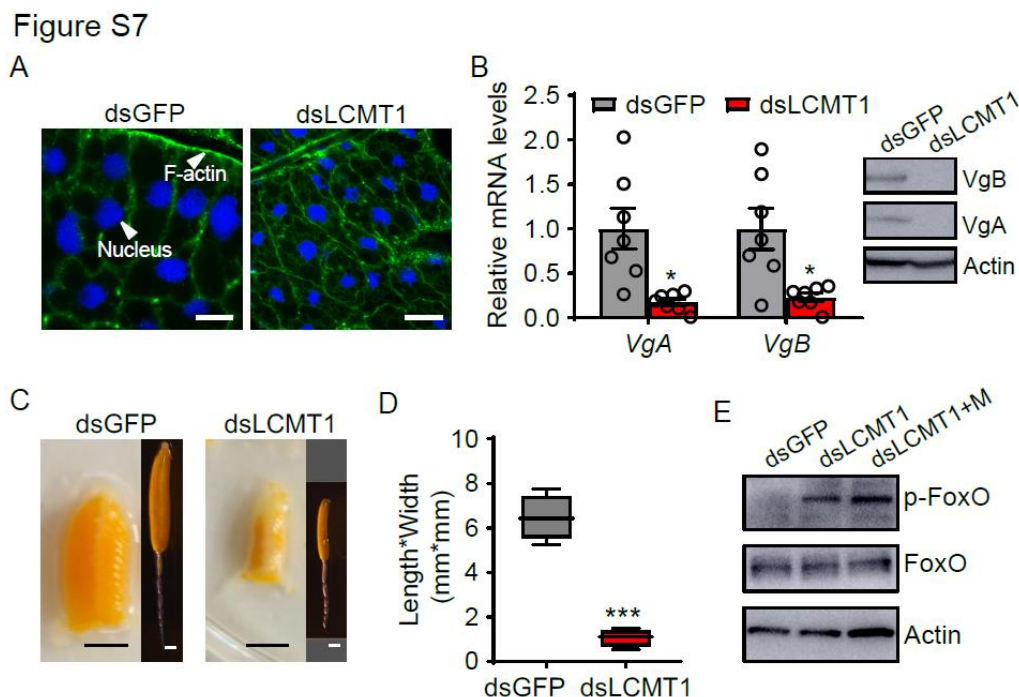 Figure S7
A
dsGFP dsLCMT1
F-actin
Nucleus
B
dsGFP dsLCMT1
Relative mRNA levels
2.5
2.0
1.5
1.0
0.5
0.0
* *
VgA VgB
dsGFP dsLCMT1
VgB
VgA
Actin
C
dsGFP dsLCMT1
D
Length*Width
(mm*mm)
10
8
6
4
2
0
***
dsGFP dsLCMT1
E
dsGFP dsLCMT1 dsLCMT1+M
p-FoxO
FoxO
Actin